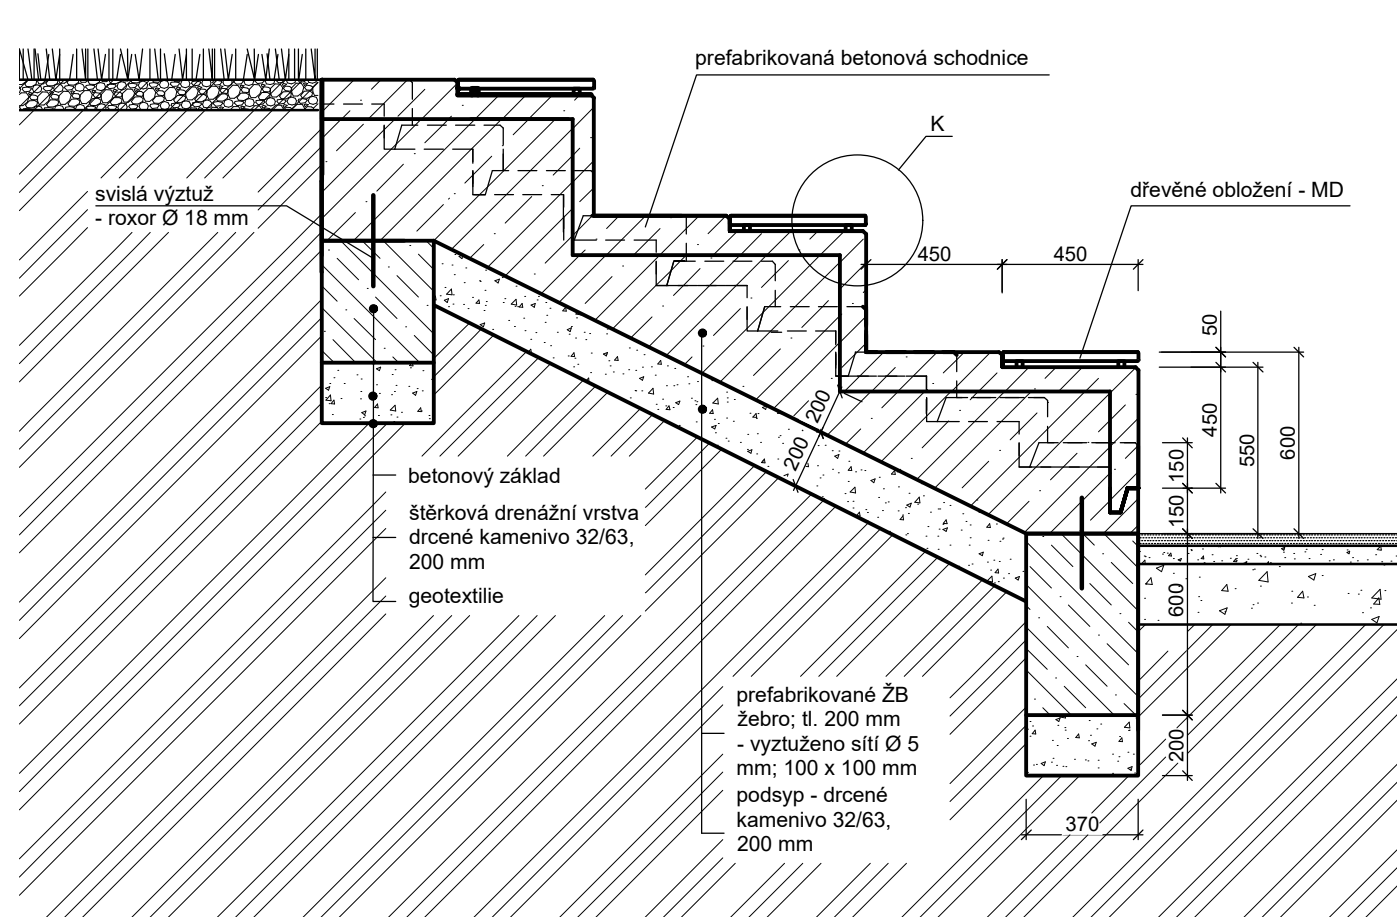 prefabrikovaná betonová schodnice
K
svislá výztuž
- roxor Ø 18 mm
dřevěné obložení - MD
450
450
50
450
550
600
150
150
600
200
200
200
370
betonový základ
štěrková drenážní vrstva
drcené kamenivo 32/63,
200 mm
geotextilie
prefabrikované ŽB
žebro; tl. 200 mm
- vyztuženo sítí Ø 5
mm; 100 x 100 mm
podsyp - drcené
kamenivo 32/63,
200 mm